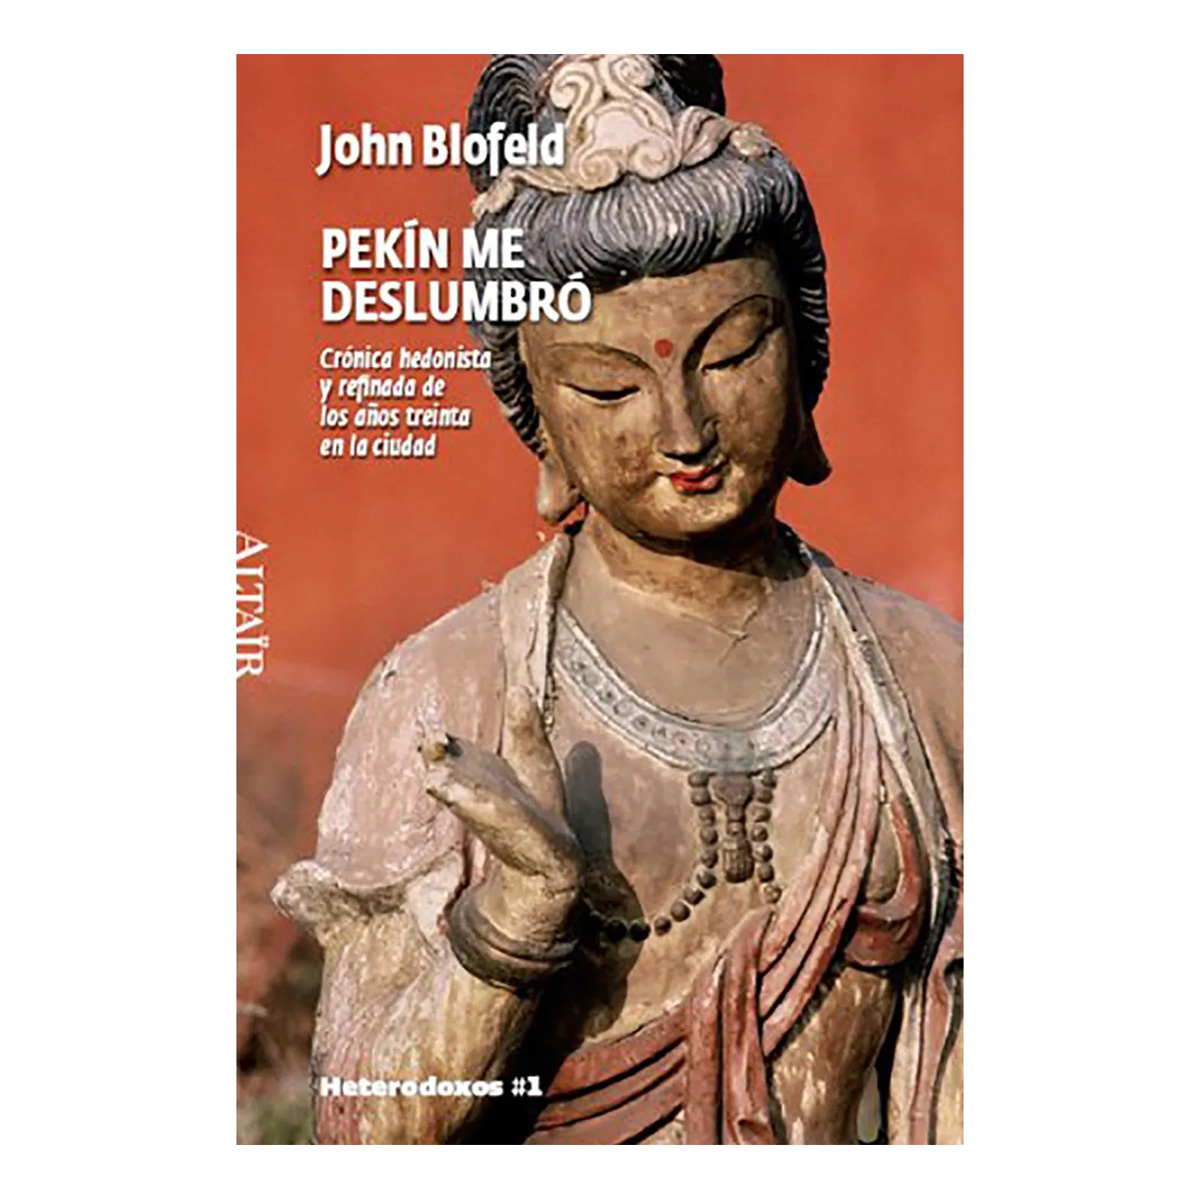 John Blofeld
PEKÍN ME
DESLUMBRÓ
Crónica hedonista
y refinada de
los años treinta
en la ciudad
ALTAÏR
Heterodoxos #1